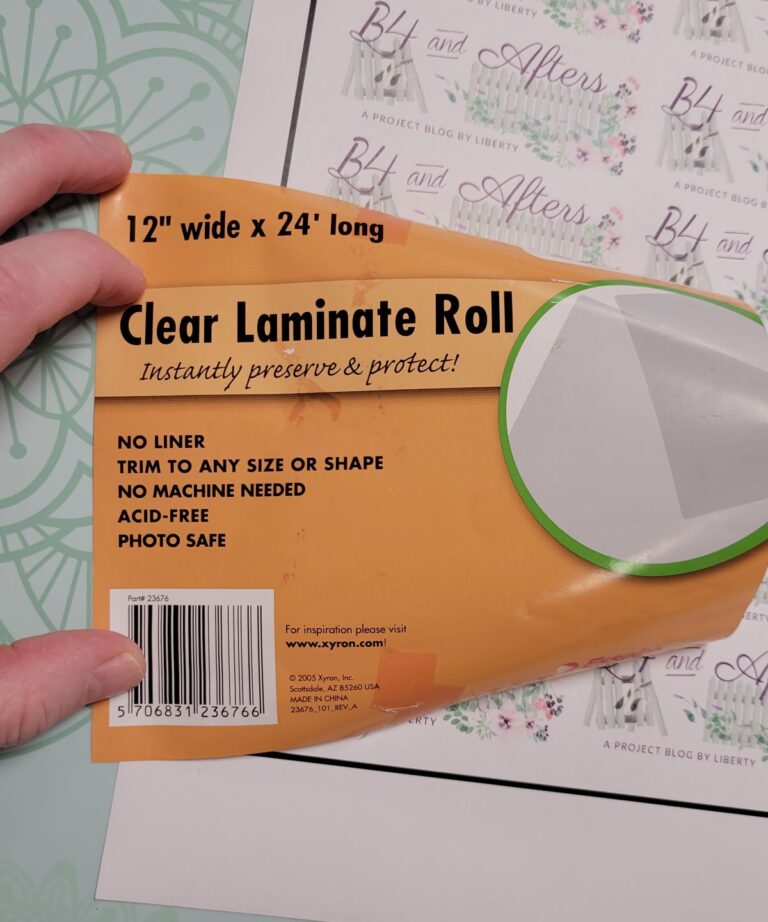 BY LIBERTY
B4 and Afters
A PROJECT BLOG BY LIBERTY
A PROJECT BLOG
B4 and
B4 and Afters
A PROJECT BLOG
B4 and
12" wide x 24' long
Clear Laminate Roll
Instantly preserve & protect!
NO LINER
TRIM TO ANY SIZE OR SHAPE
NO MACHINE NEEDED
ACID-FREE
PHOTO SAFE
Part# 23676
5 706831 236766
For inspiration please visit
www.xyron.com!
© 2005 Xyron, Inc.
Scottsdale, AZ 85260 USA
MADE IN CHINA
23676_101_REV_A
and
LIBERTY
A PROJECT BLOG BY LIBERTY